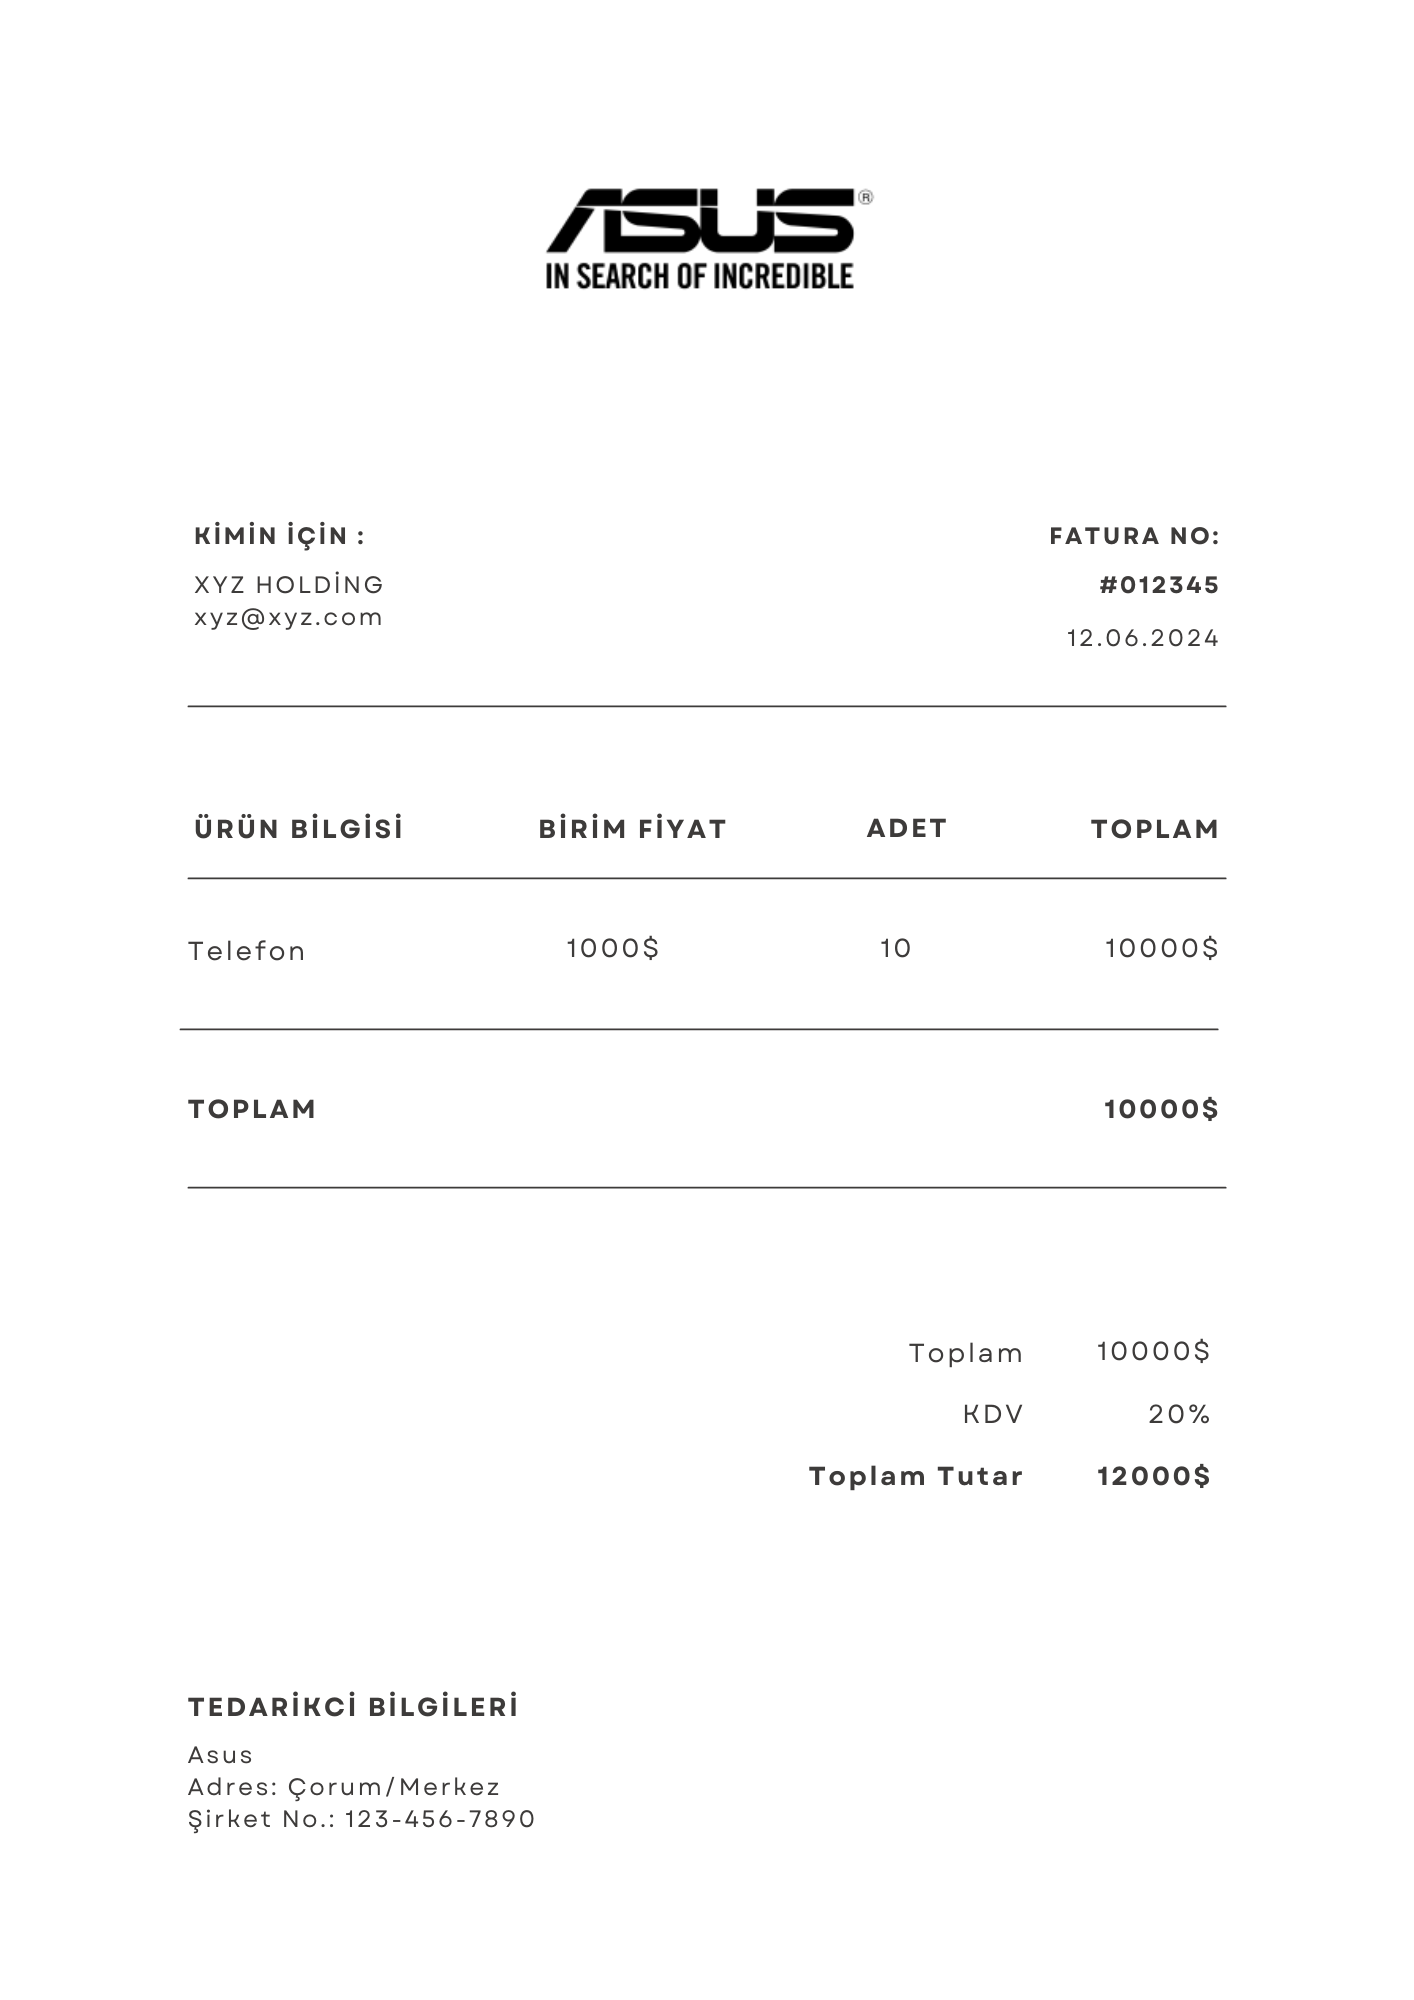 ASUS®
IN SEARCH OF INCREDIBLE
KİMİN İÇİN :
XYZ HOLDİNG
xyz@xyz.com
FATURA NO:
#012345
12.06.2024
ÜRÜN BİLGİSİ BİRİM FİYAT ADET TOPLAM
Telefon 1000$ 10 10000$
TOPLAM 10000$
Toplam 10000$
KDV 20%
Toplam Tutar 12000$
TEDARİKCİ BİLGİLERİ
Asus
Adres: Çorum/Merkez
Şirket No.: 123-456-7890